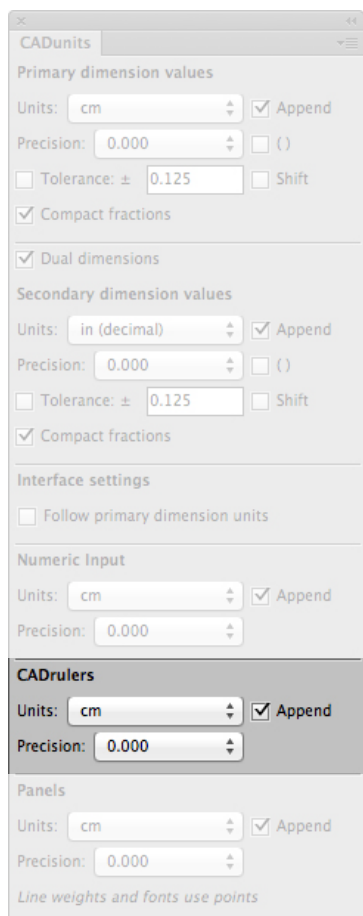 CADunits
Primary dimension values
Units: cm Append
Precision: 0.000 ( )
Tolerance: ± 0.125 Shift
Compact fractions
Dual dimensions
Secondary dimension values
Units: in (decimal) Append
Precision: 0.000 ( )
Tolerance: ± 0.125 Shift
Compact fractions
Interface settings
Follow primary dimension units
Numeric Input
Units: cm Append
Precision: 0.000
CADrulers
Units: cm Append
Precision: 0.000
Panels
Units: cm Append
Precision: 0.000
Line weights and fonts use points